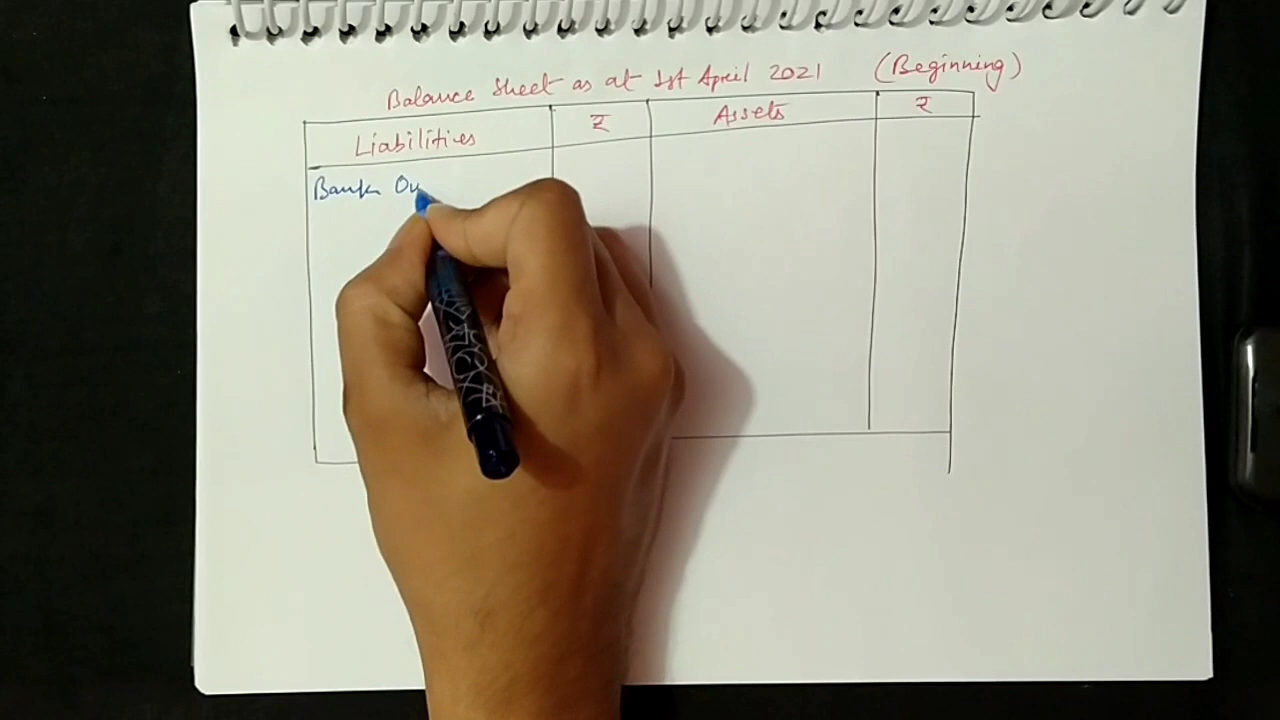 Balance Sheet as at 1st April 2021 (Beginning)
Liabilities ₹ Assets ₹
Bank Ov